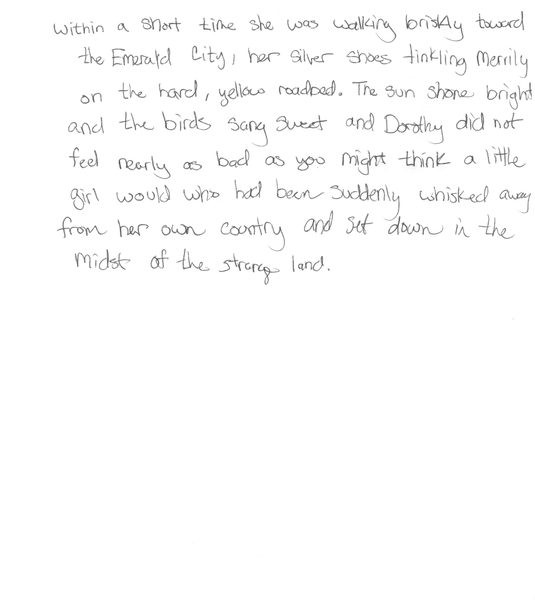 Within a short time she was walking briskly toward
the Emerald City, her silver shoes tinkling merrily
on the hard, yellow roadbed. The sun shone bright
and the birds sang sweet and Dorothy did not
feel nearly as bad as you might think a little
girl would who had been suddenly whisked away
from her own country and set down in the
midst of the strange land.